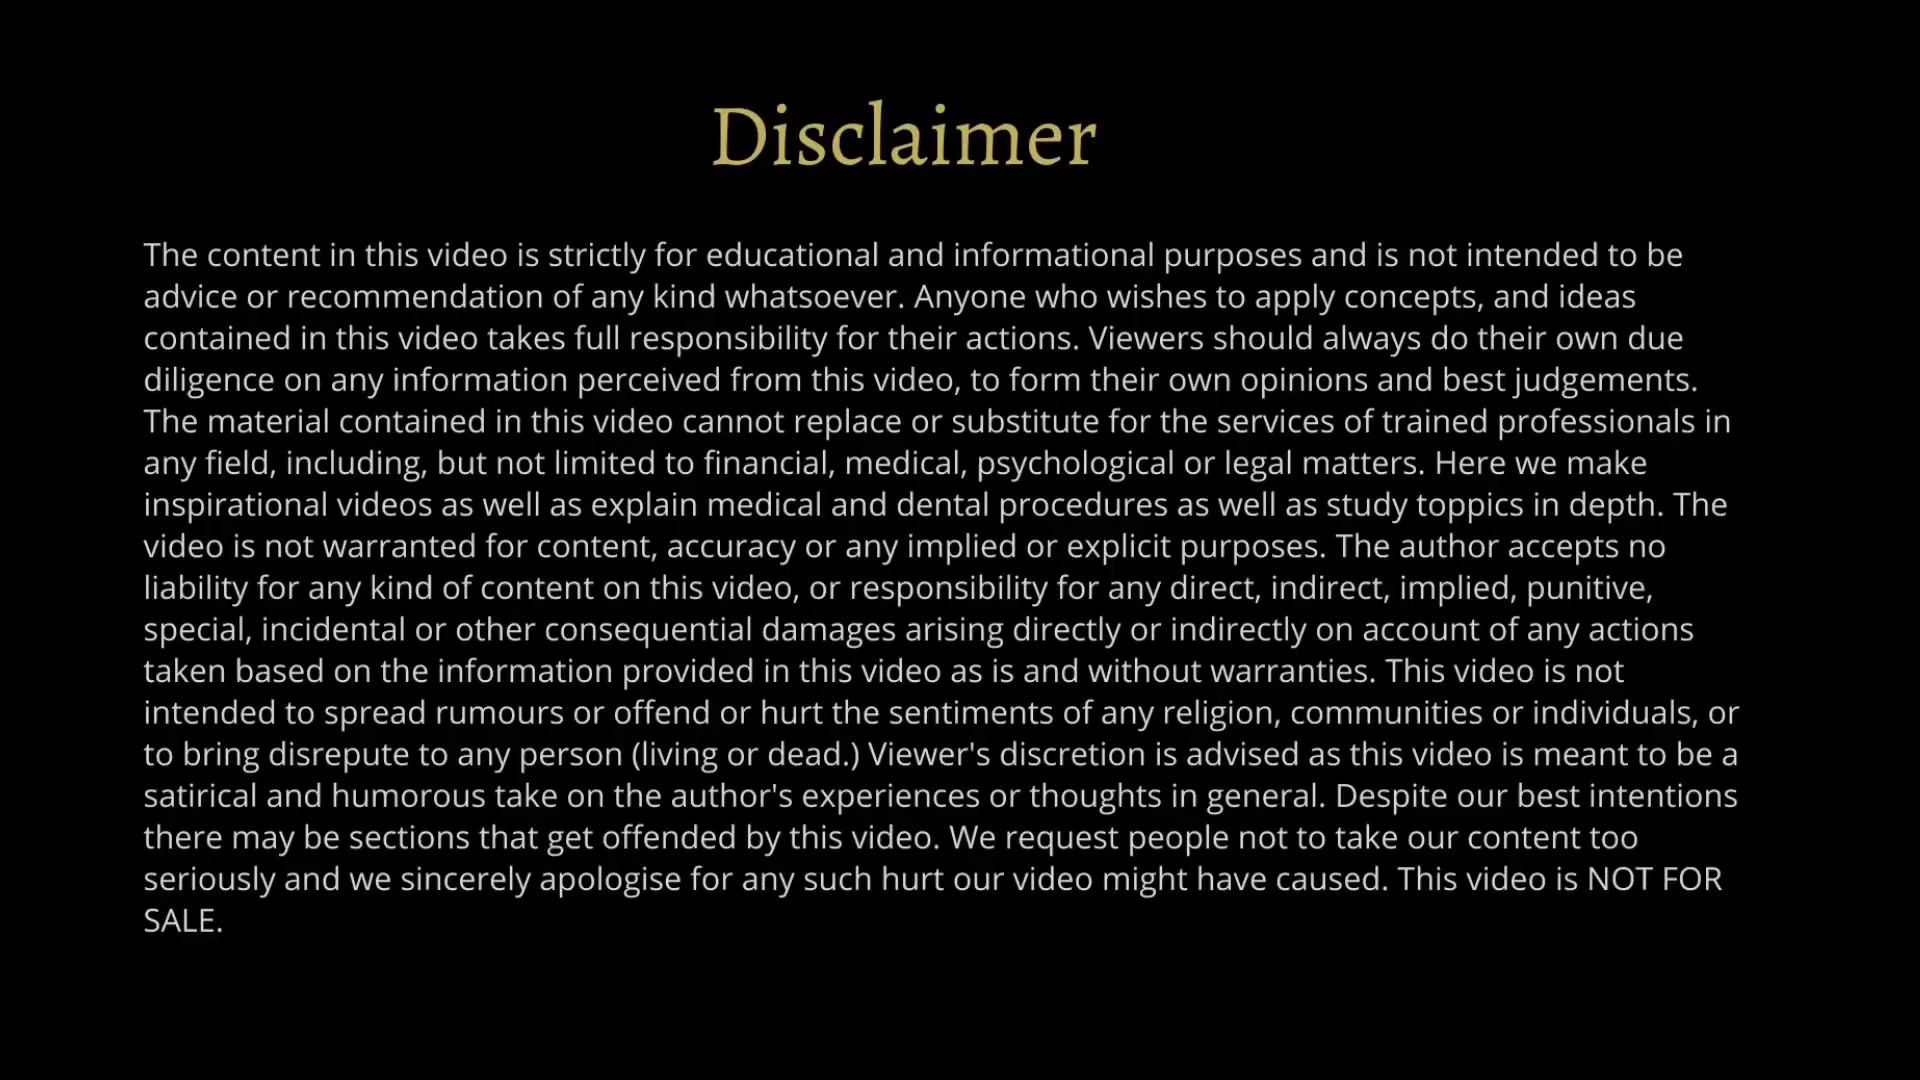 Disclaimer
The content in this video is strictly for educational and informational purposes and is not intended to be
advice or recommendation of any kind whatsoever. Anyone who wishes to apply concepts, and ideas
contained in this video takes full responsibility for their actions. Viewers should always do their own due
diligence on any information perceived from this video, to form their own opinions and best judgements.
The material contained in this video cannot replace or substitute for the services of trained professionals in
any field, including, but not limited to financial, medical, psychological or legal matters. Here we make
inspirational videos as well as explain medical and dental procedures as well as study toppics in depth. The
video is not warranted for content, accuracy or any implied or explicit purposes. The author accepts no
liability for any kind of content on this video, or responsibility for any direct, indirect, implied, punitive,
special, incidental or other consequential damages arising directly or indirectly on account of any actions
taken based on the information provided in this video as is and without warranties. This video is not
intended to spread rumours or offend or hurt the sentiments of any religion, communities or individuals, or
to bring disrepute to any person (living or dead.) Viewer's discretion is advised as this video is meant to be a
satirical and humorous take on the author's experiences or thoughts in general. Despite our best intentions
there may be sections that get offended by this video. We request people not to take our content too
seriously and we sincerely apologise for any such hurt our video might have caused. This video is NOT FOR
SALE.